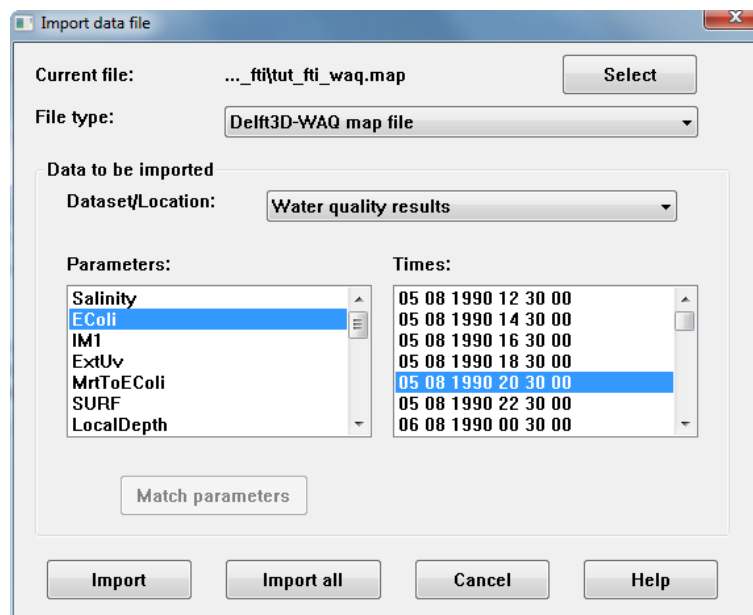 Import data file
Current file: ..._fti\tut_fti_waq.map Select
File type: Delft3D-WAQ map file
Data to be imported
Dataset/Location: Water quality results
Parameters: Times:
Salinity 05 08 1990 12 30 00
EColi 05 08 1990 14 30 00
IM1 05 08 1990 16 30 00
ExtUv 05 08 1990 18 30 00
MrtToEColi 05 08 1990 20 30 00
SURF 05 08 1990 22 30 00
LocalDepth 06 08 1990 00 30 00
Match parameters
Import Import all Cancel Help